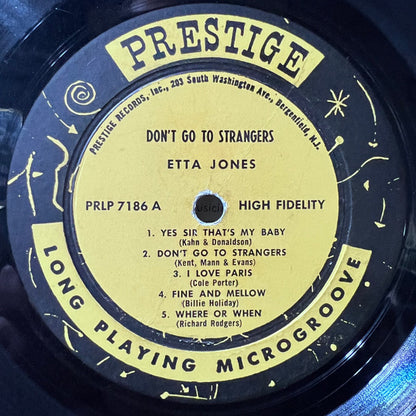 PRESTIGE
PRESTIGE RECORDS, Inc., 203 South Washington Ave., Bergenfield, N.J.
DON'T GO TO STRANGERS
ETTA JONES
PRLP 7186 A
HIGH FIDELITY
1. YES SIR THAT'S MY BABY
(Kahn & Donaldson)
2. DON'T GO TO STRANGERS
(Kent, Mann & Evans)
3. I LOVE PARIS
(Cole Porter)
4. FINE AND MELLOW
(Billie Holiday)
5. WHERE OR WHEN
(Richard Rodgers)
LONG PLAYING MICROGROOVE